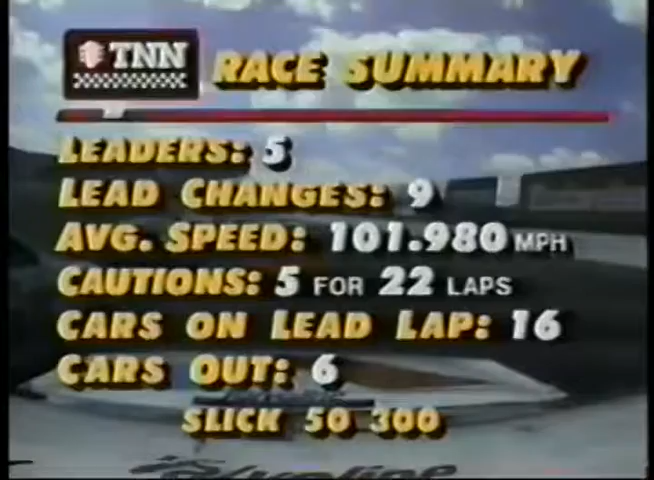 TNN RACE SUMMARY
LEADERS: 5
LEAD CHANGES: 9
AVG. SPEED: 101.980 MPH
CAUTIONS: 5 FOR 22 LAPS
CARS ON LEAD LAP: 16
CARS OUT: 6
SLICK 50 300